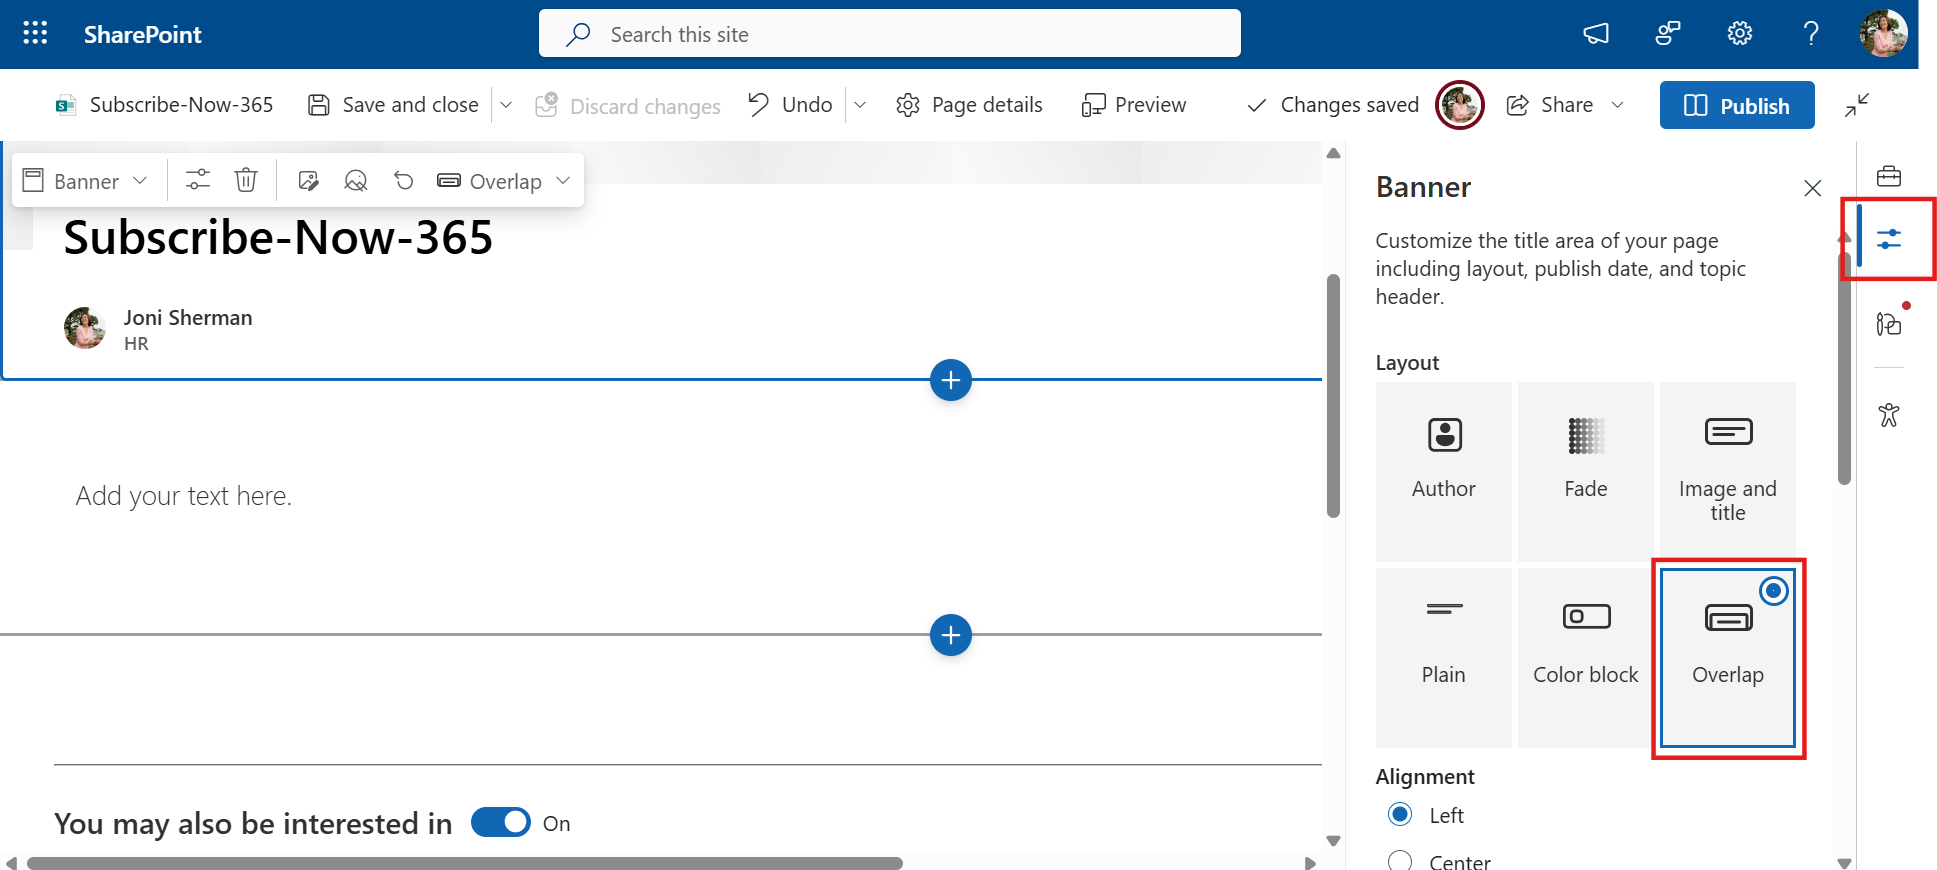 SharePoint
Search this site
Subscribe-Now-365
Save and close
Discard changes
Undo
Page details
Preview
Changes saved
Share
Publish
Banner
Overlap
Subscribe-Now-365
Joni Sherman
HR
Add your text here.
You may also be interested in
On
Banner
Customize the title area of your page
including layout, publish date, and topic
header.
Layout
Author
Fade
Image and
title
Plain
Color block
Overlap
Alignment
Left
Center